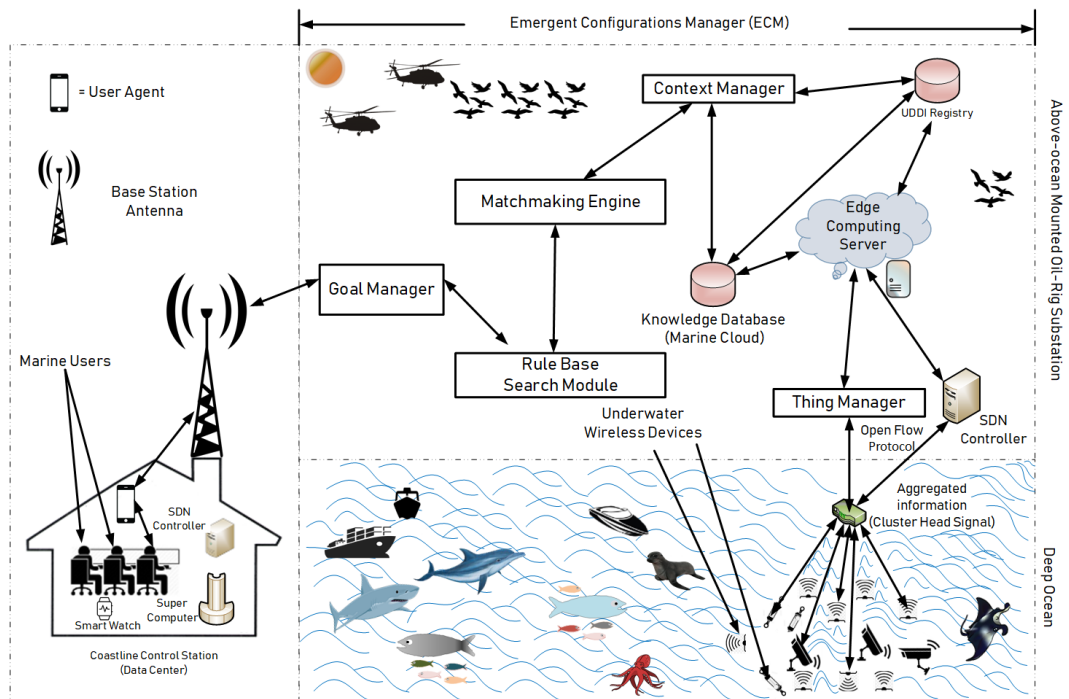 Emergent Configurations Manager (ECM)
= User Agent
Base Station
Antenna
Context Manager
UDDI Registry
Matchmaking Engine
Edge
Computing
Server
Goal Manager
Knowledge Database
(Marine Cloud)
Rule Base
Search Module
Thing Manager
SDN
Controller
Open Flow
Protocol
Underwater
Wireless Devices
Above-ocean Mounted Oil-Rig Substation
Marine Users
SDN
Controller
Super
Computer
Smart Watch
Coastline Control Station
(Data Center)
Aggregated
information
(Cluster Head Signal)
Deep Ocean